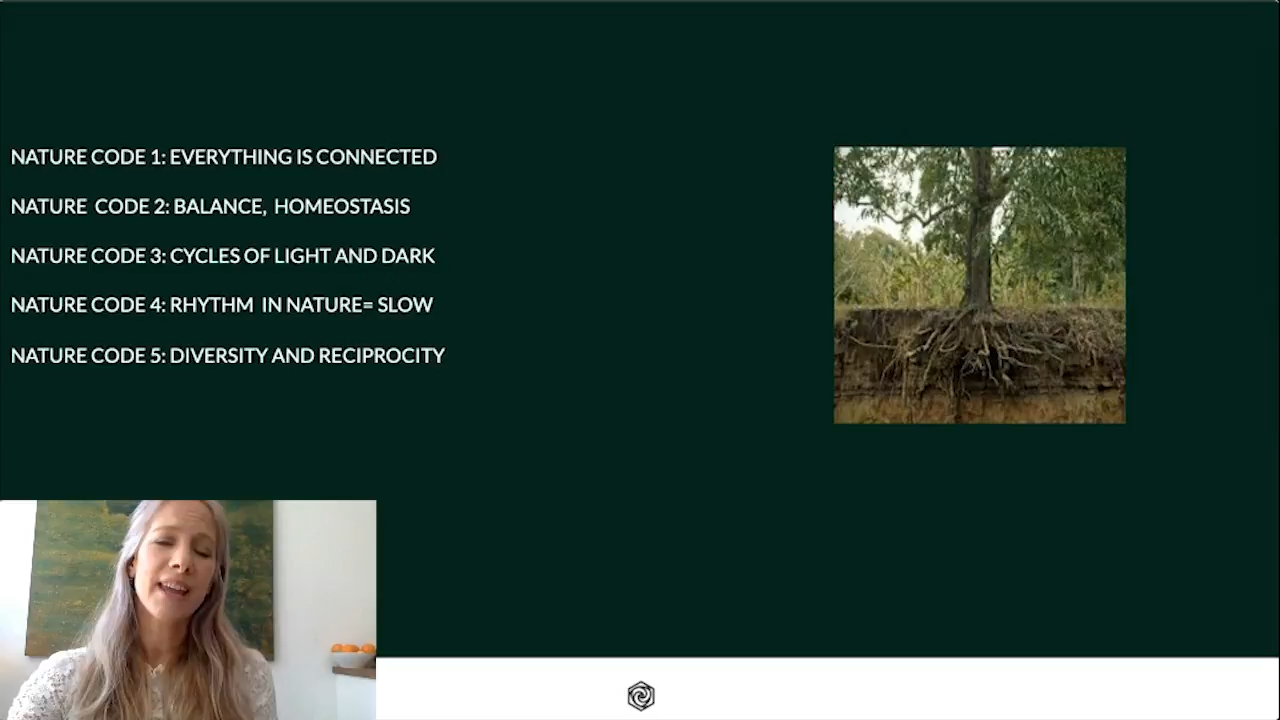 NATURE CODE 1: EVERYTHING IS CONNECTED
NATURE CODE 2: BALANCE, HOMEOSTASIS
NATURE CODE 3: CYCLES OF LIGHT AND DARK
NATURE CODE 4: RHYTHM IN NATURE= SLOW
NATURE CODE 5: DIVERSITY AND RECIPROCITY